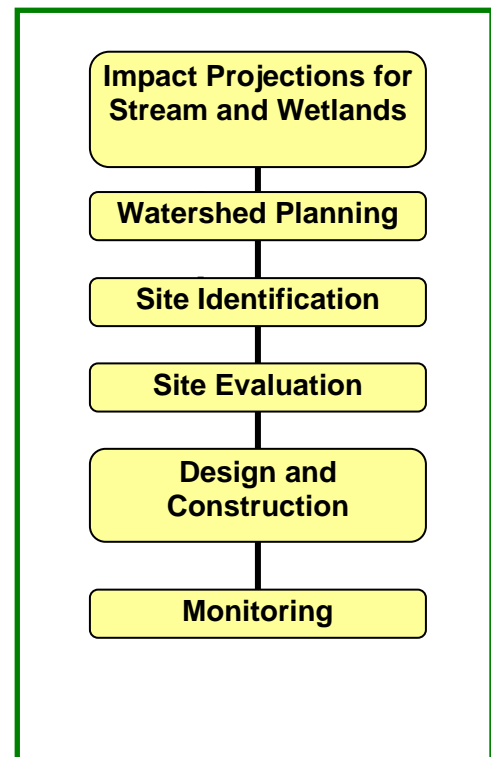 Impact Projections for
Stream and Wetlands
Watershed Planning
Site Identification
Site Evaluation
Design and
Construction
Monitoring